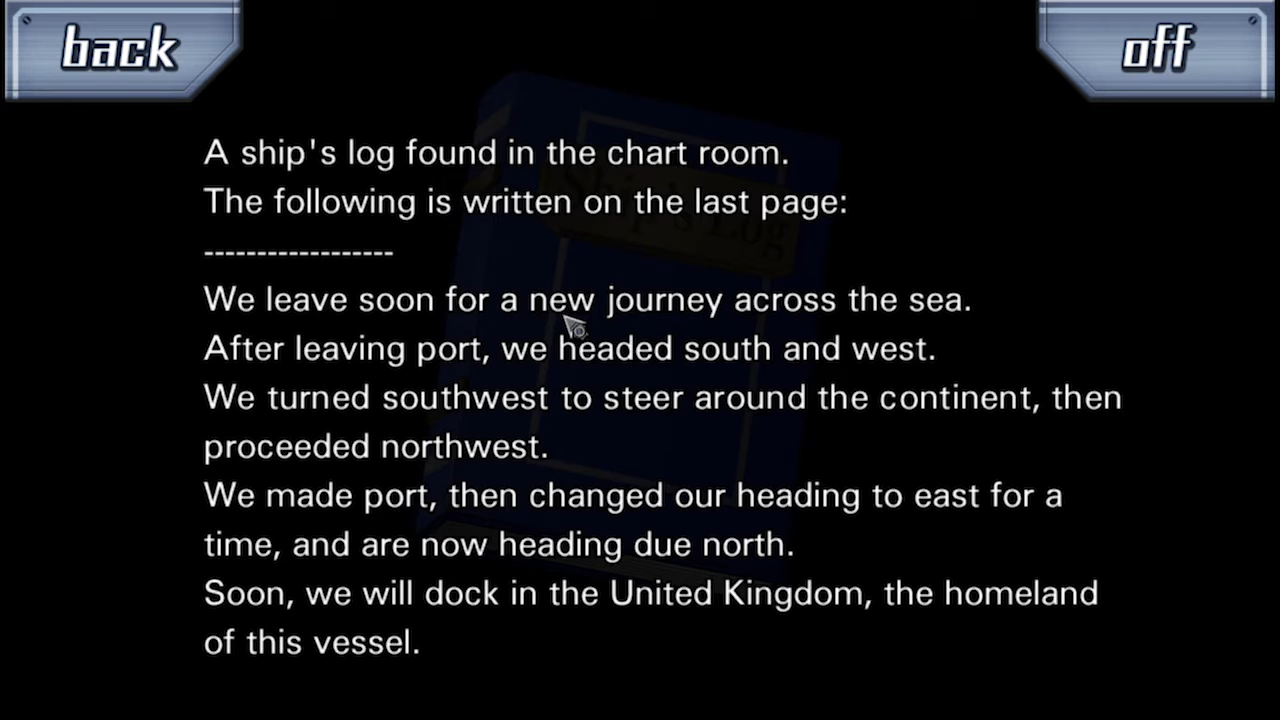 back
off
A ship's log found in the chart room.
The following is written on the last page:
------------------
We leave soon for a new journey across the sea.
After leaving port, we headed south and west.
We turned southwest to steer around the continent, then
proceeded northwest.
We made port, then changed our heading to east for a
time, and are now heading due north.
Soon, we will dock in the United Kingdom, the homeland
of this vessel.
Ship's Log